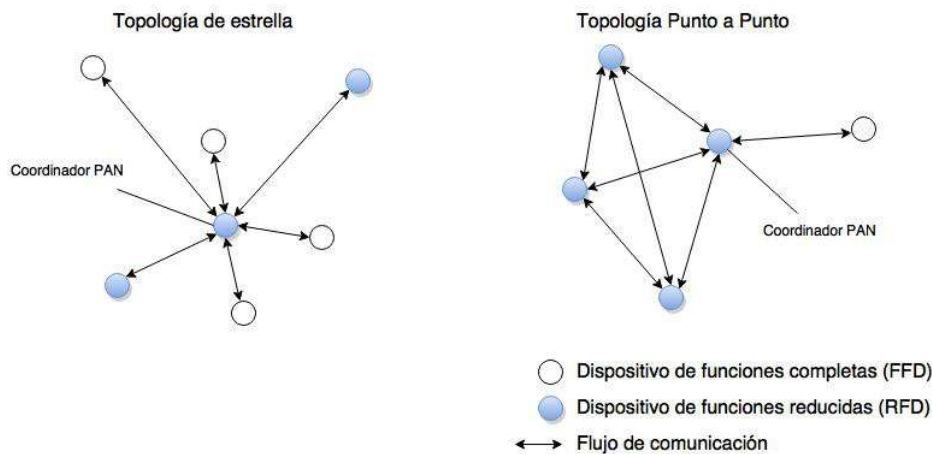 Topología de estrella
Topología Punto a Punto
Coordinador PAN
Coordinador PAN
Dispositivo de funciones completas (FFD)
Dispositivo de funciones reducidas (RFD)
Flujo de comunicación